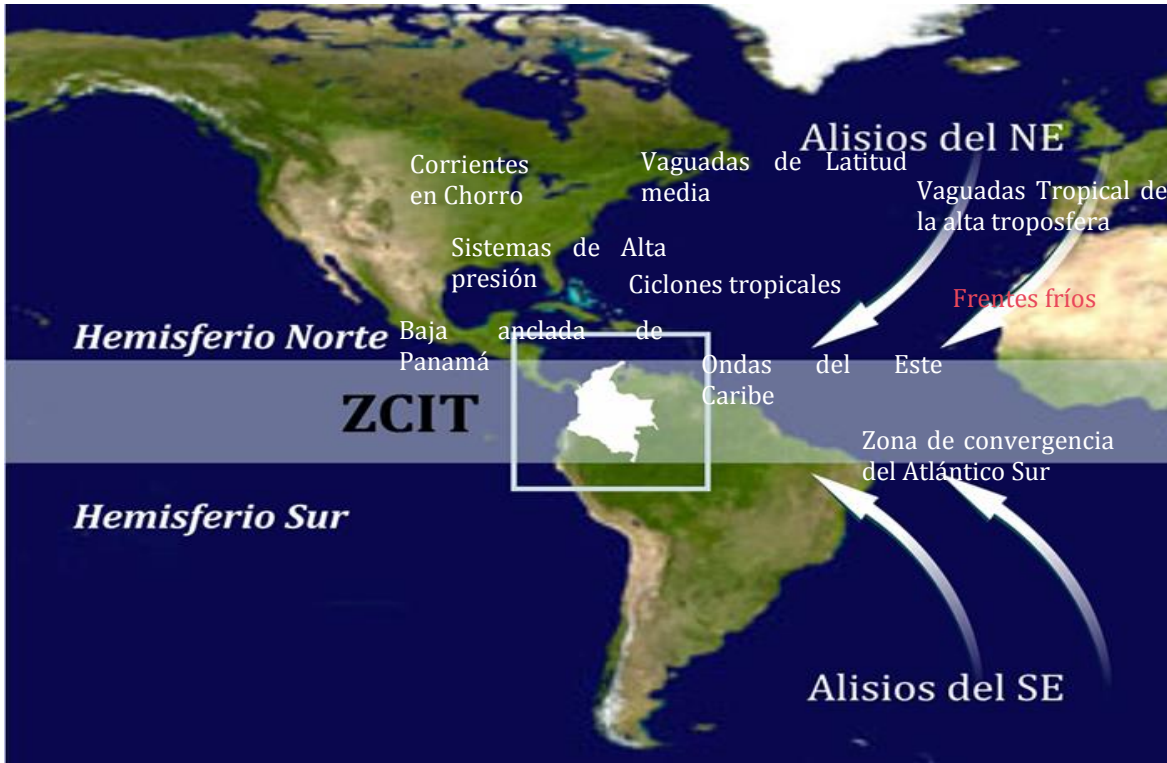 Alisios del NE
Corrientes
en Chorro
Vaguadas de Latitud
media
Vaguadas Tropical de
la alta troposfera
Sistemas de Alta
presión
Ciclones tropicales
Frentes fríos
Hemisferio Norte
Baja anclada de
Panamá
Ondas del Este
Caribe
ZCIT
Zona de convergencia
del Atlántico Sur
Hemisferio Sur
Alisios del SE